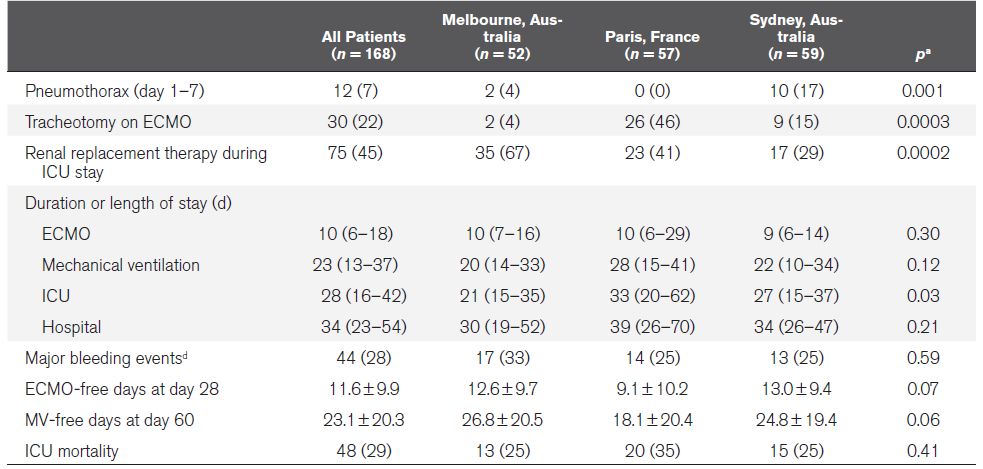 All Patients (n = 168) Melbourne, Aus-tralia (n = 52) Paris, France (n = 57) Sydney, Aus-tralia (n = 59) pª
Pneumothorax (day 1–7) 12 (7) 2 (4) 0 (0) 10 (17) 0.001
Tracheotomy on ECMO 30 (22) 2 (4) 26 (46) 9 (15) 0.0003
Renal replacement therapy during 75 (45) 35 (67) 23 (41) 17 (29) 0.0002
ICU stay
Duration or length of stay (d)
ECMO 10 (6–18) 10 (7–16) 10 (6–29) 9 (6–14) 0.30
Mechanical ventilation 23 (13–37) 20 (14–33) 28 (15–41) 22 (10–34) 0.12
ICU 28 (16–42) 21 (15–35) 33 (20–62) 27 (15–37) 0.03
Hospital 34 (23–54) 30 (19–52) 39 (26–70) 34 (26–47) 0.21
Major bleeding eventsᵈ 44 (28) 17 (33) 14 (25) 13 (25) 0.59
ECMO-free days at day 28 11.6±9.9 12.6±9.7 9.1±10.2 13.0±9.4 0.07
MV-free days at day 60 23.1±20.3 26.8±20.5 18.1±20.4 24.8±19.4 0.06
ICU mortality 48 (29) 13 (25) 20 (35) 15 (25) 0.41